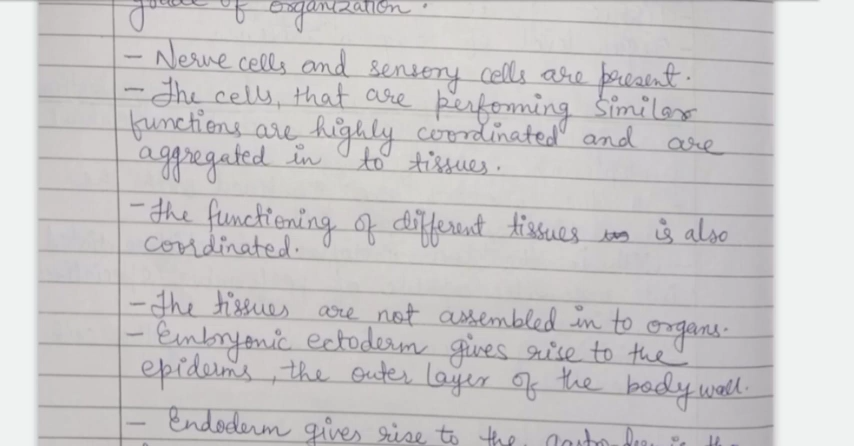 grade of organization.
- Nerve cells and sensory cells are present.
- The cells, that are performing similar
functions are highly coordinated and are
aggregated in to tissues.
- The functioning of different tissues is also
coordinated.
- The tissues are not assembled in to organs.
- Embryonic ectoderm gives rise to the
epiderms, the outer layer of the body wall.
- Endoderm gives rise to the